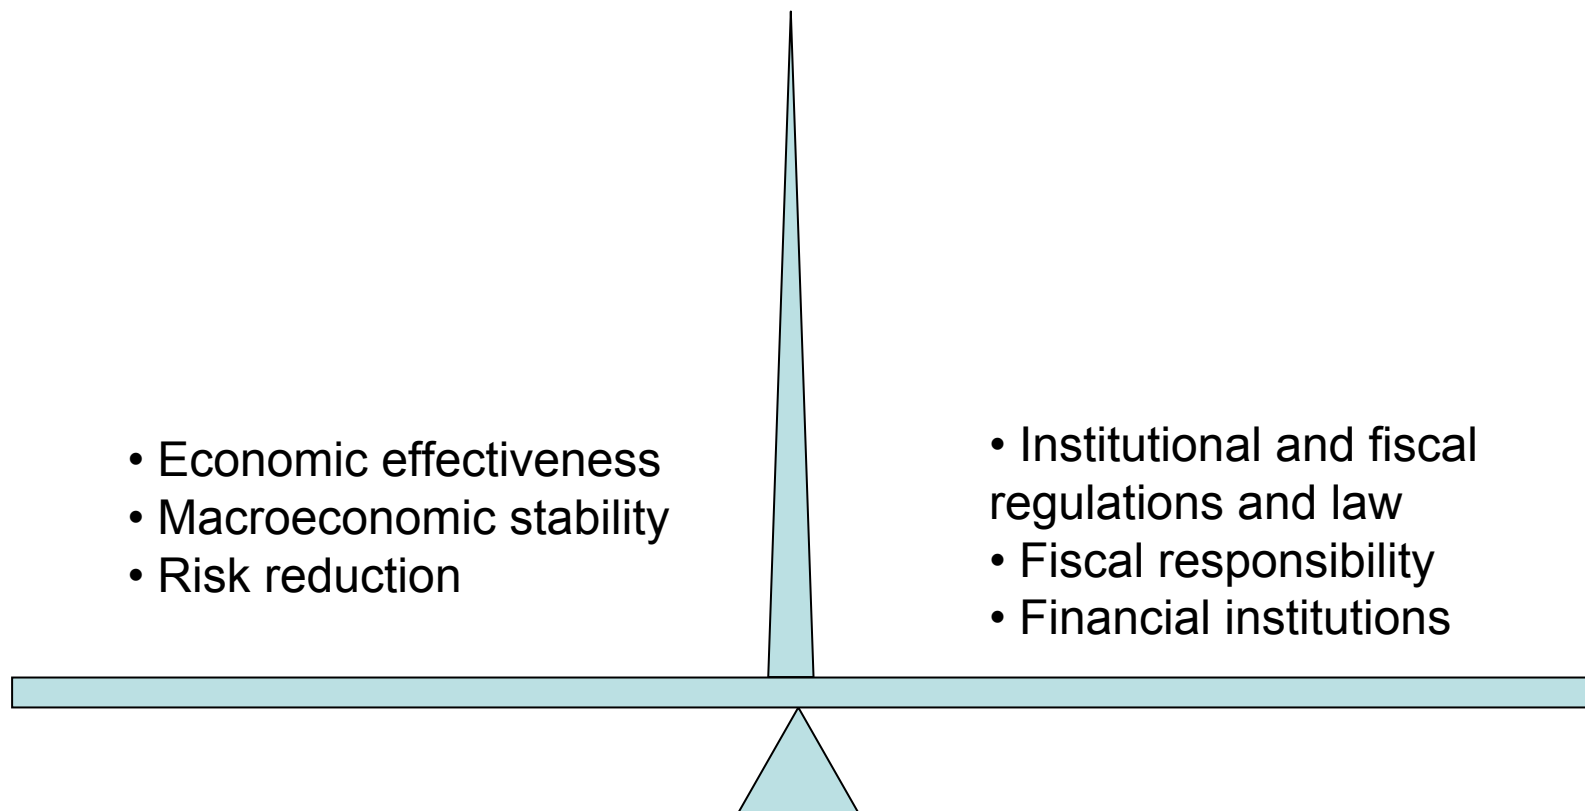 • Economic effectiveness
• Macroeconomic stability
• Risk reduction
• Institutional and fiscal
regulations and law
• Fiscal responsibility
• Financial institutions